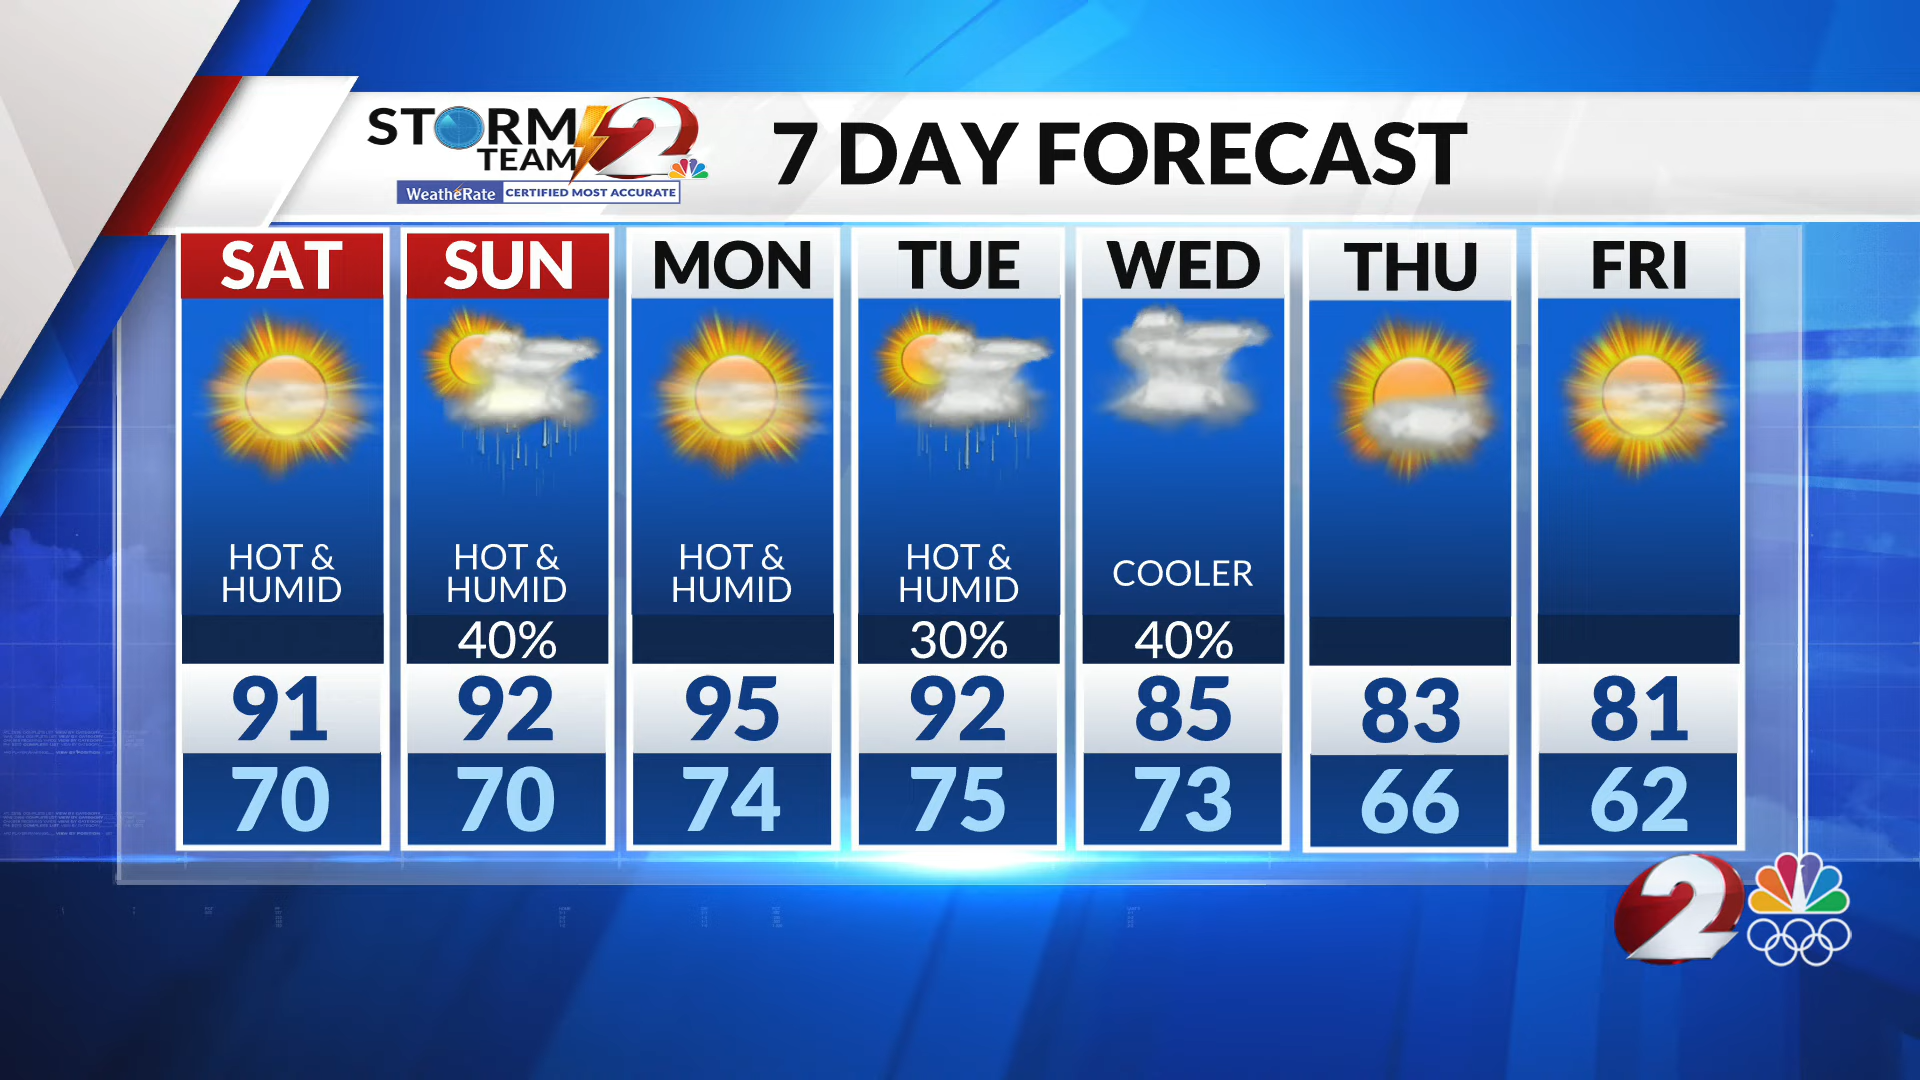 STORM
TEAM 2
WeatheRate CERTIFIED MOST ACCURATE
7 DAY FORECAST
SAT SUN MON TUE WED THU FRI
HOT & HOT & HOT & HOT &
HUMID HUMID HUMID HUMID COOLER
40% 30% 40%
91 92 95 92 85 83 81
70 70 74 75 73 66 62
2